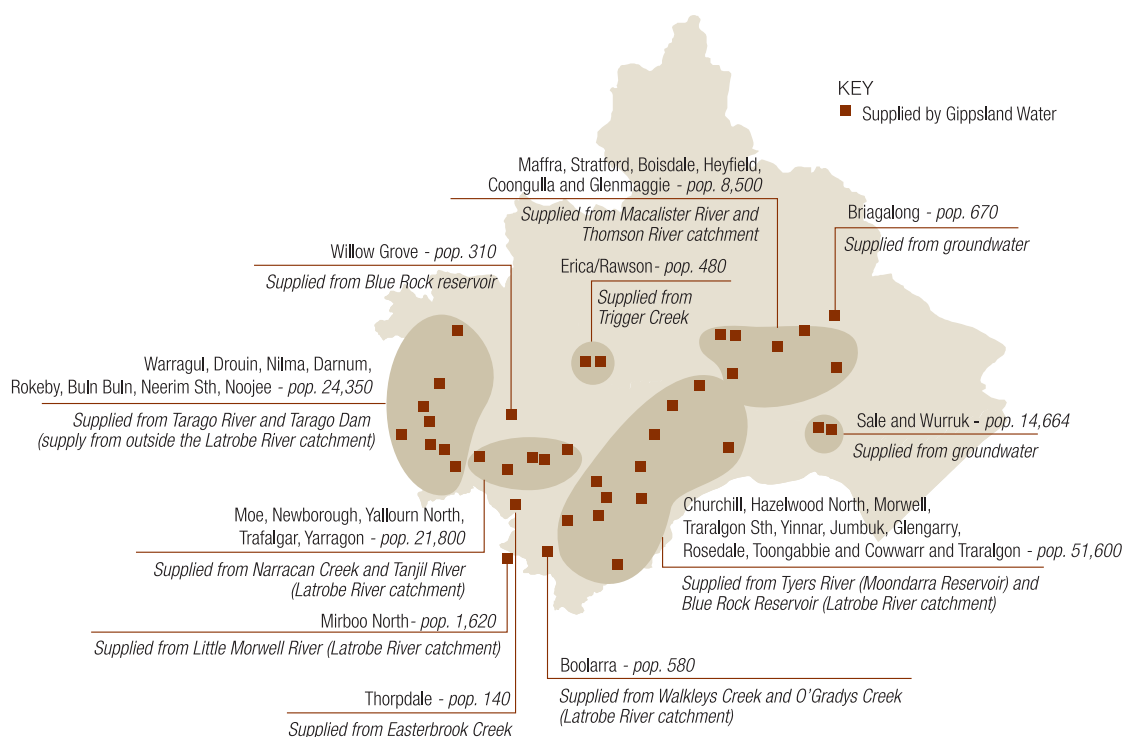 KEY
Supplied by Gippsland Water
Maffra, Stratford, Boisdale, Heyfield,
Coongulla and Glenmaggie - pop. 8,500
Supplied from Macalister River and
Thomson River catchment
Briagalong - pop. 670
Supplied from groundwater
Willow Grove - pop. 310
Supplied from Blue Rock reservoir
Erica/Rawson- pop. 480
Supplied from
Trigger Creek
Warragul, Drouin, Nilma, Darnum,
Rokeby, Buln Buln, Neerim Sth, Noojee - pop. 24,350
Supplied from Tarago River and Tarago Dam
(supply from outside the Latrobe River catchment)
Sale and Wurruk - pop. 14,664
Supplied from groundwater
Moe, Newborough, Yallourn North,
Trafalgar, Yarragon - pop. 21,800
Supplied from Narracan Creek and Tanjil River
(Latrobe River catchment)
Churchill, Hazelwood North, Morwell,
Traralgon Sth, Yinnar, Jumbuk, Glengarry,
Rosedale, Toongabbie and Cowwarr and Traralgon - pop. 51,600
Supplied from Tyers River (Moondarra Reservoir) and
Blue Rock Reservoir (Latrobe River catchment)
Mirboo North- pop. 1,620
Supplied from Little Morwell River (Latrobe River catchment)
Boolarra - pop. 580
Supplied from Walkleys Creek and O'Gradys Creek
(Latrobe River catchment)
Thorpdale - pop. 140
Supplied from Easterbrook Creek